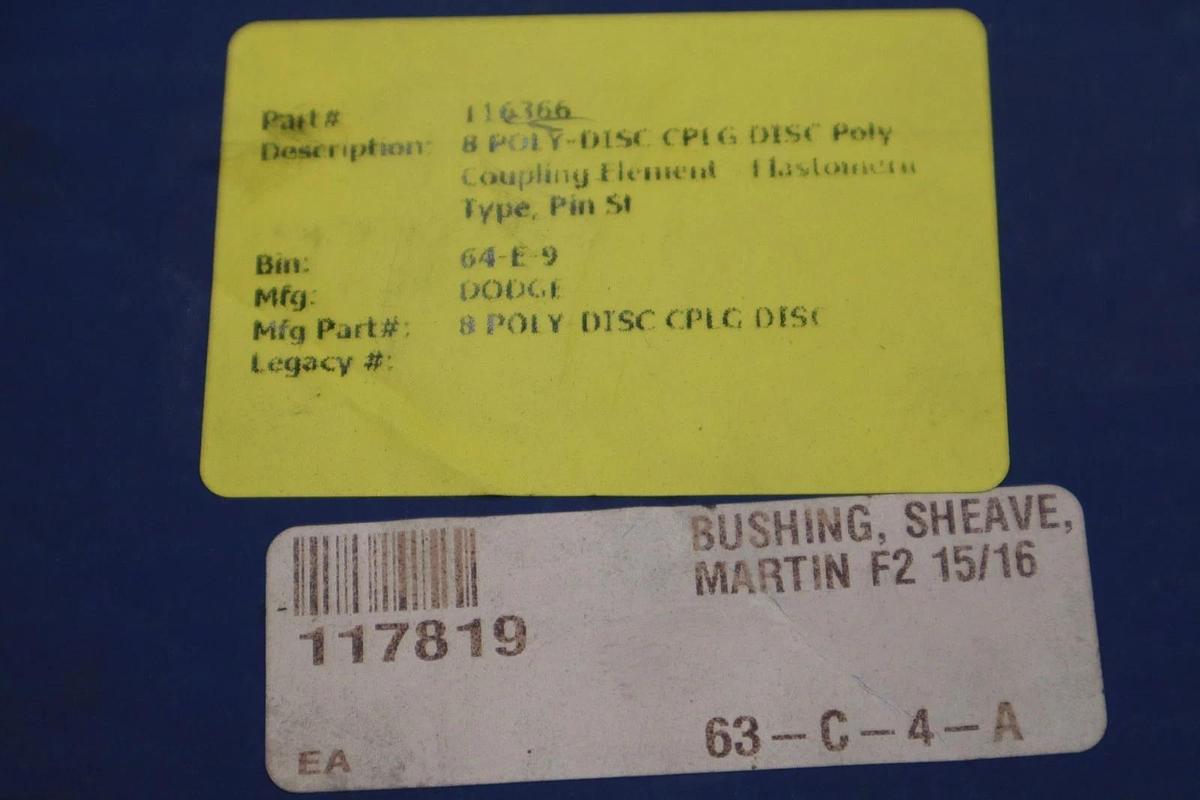 Part# 116366
Description: 8 POLY-DISC CPLG DISC Poly
Coupling Element Elastomeric
Type, Pin St
Bin: 64-E-9
Mfg: DODGE
Mfg Part#: 8 POLY DISC CPLG DISC
Legacy #:
BUSHING, SHEAVE,
MARTIN F2 15/16
117819
63-C-4-A
EA